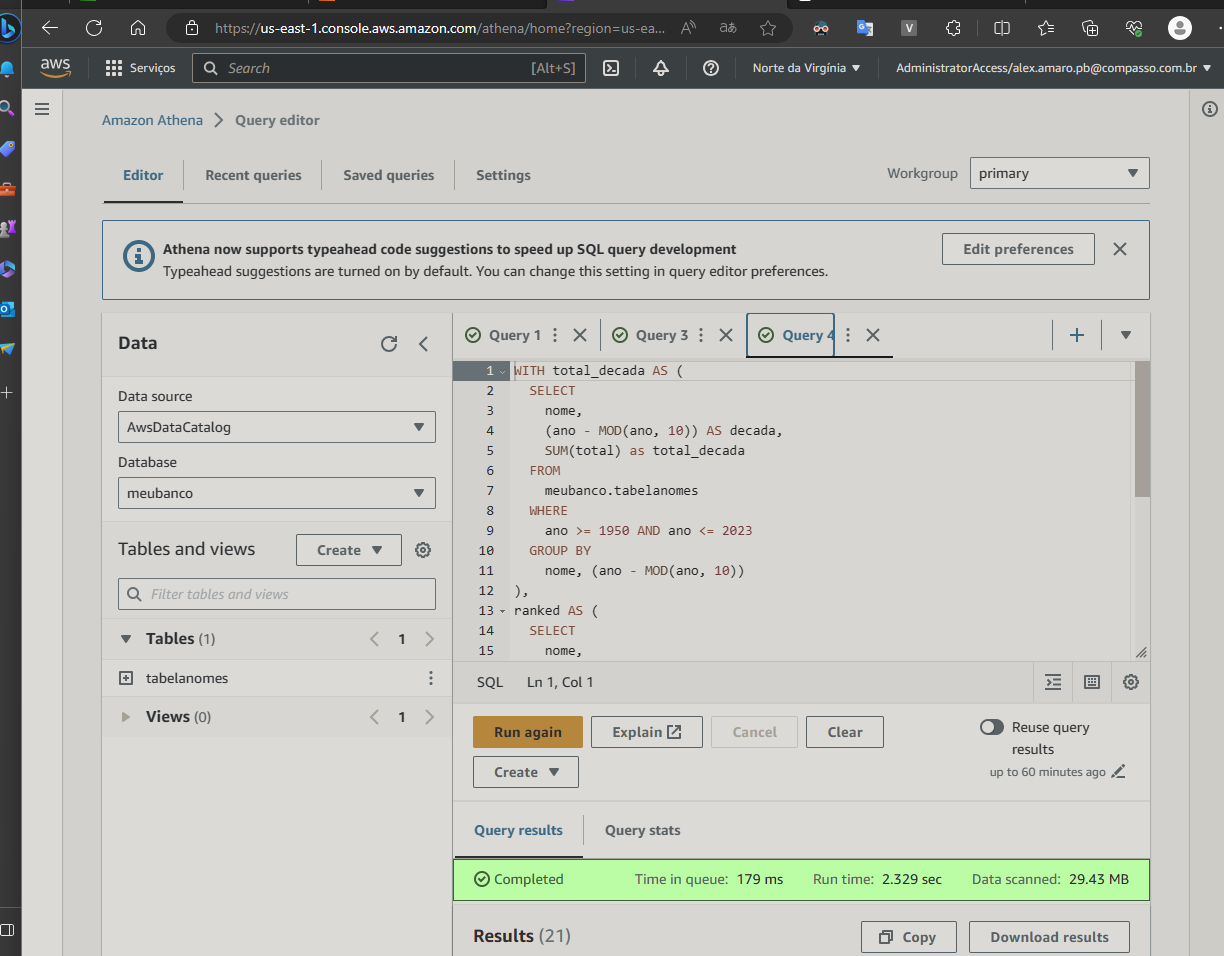 https://us-east-1.console.aws.amazon.com/athena/home?region=us-ea...
aws Serviços Search [Alt+S] Norte da Virgínia AdministratorAccess/alex.amaro.pb@compasso.com.br
Amazon Athena Query editor
Editor Recent queries Saved queries Settings Workgroup primary
Athena now supports typeahead code suggestions to speed up SQL query development
Typeahead suggestions are turned on by default. You can change this setting in query editor preferences.
Edit preferences
Data
Data source
AwsDataCatalog
Database
meubanco
Tables and views Create
Filter tables and views
Tables (1) 1
tabelanomes
Views (0) 1
Query 1 Query 3 Query 4
1 WITH total_decada AS (
2 SELECT
3 nome,
4 (ano - MOD(ano, 10)) AS decada,
5 SUM(total) as total_decada
6 FROM
7 meubanco.tabelanomes
8 WHERE
9 ano >= 1950 AND ano <= 2023
10 GROUP BY
11 nome, (ano - MOD(ano, 10))
12 ),
13 ranked AS (
14 SELECT
15 nome,
SQL Ln 1, Col 1
Run again Explain Cancel Clear
Create
Reuse query
results
up to 60 minutes ago
Query results Query stats
Completed Time in queue: 179 ms Run time: 2.329 sec Data scanned: 29.43 MB
Results (21) Copy Download results